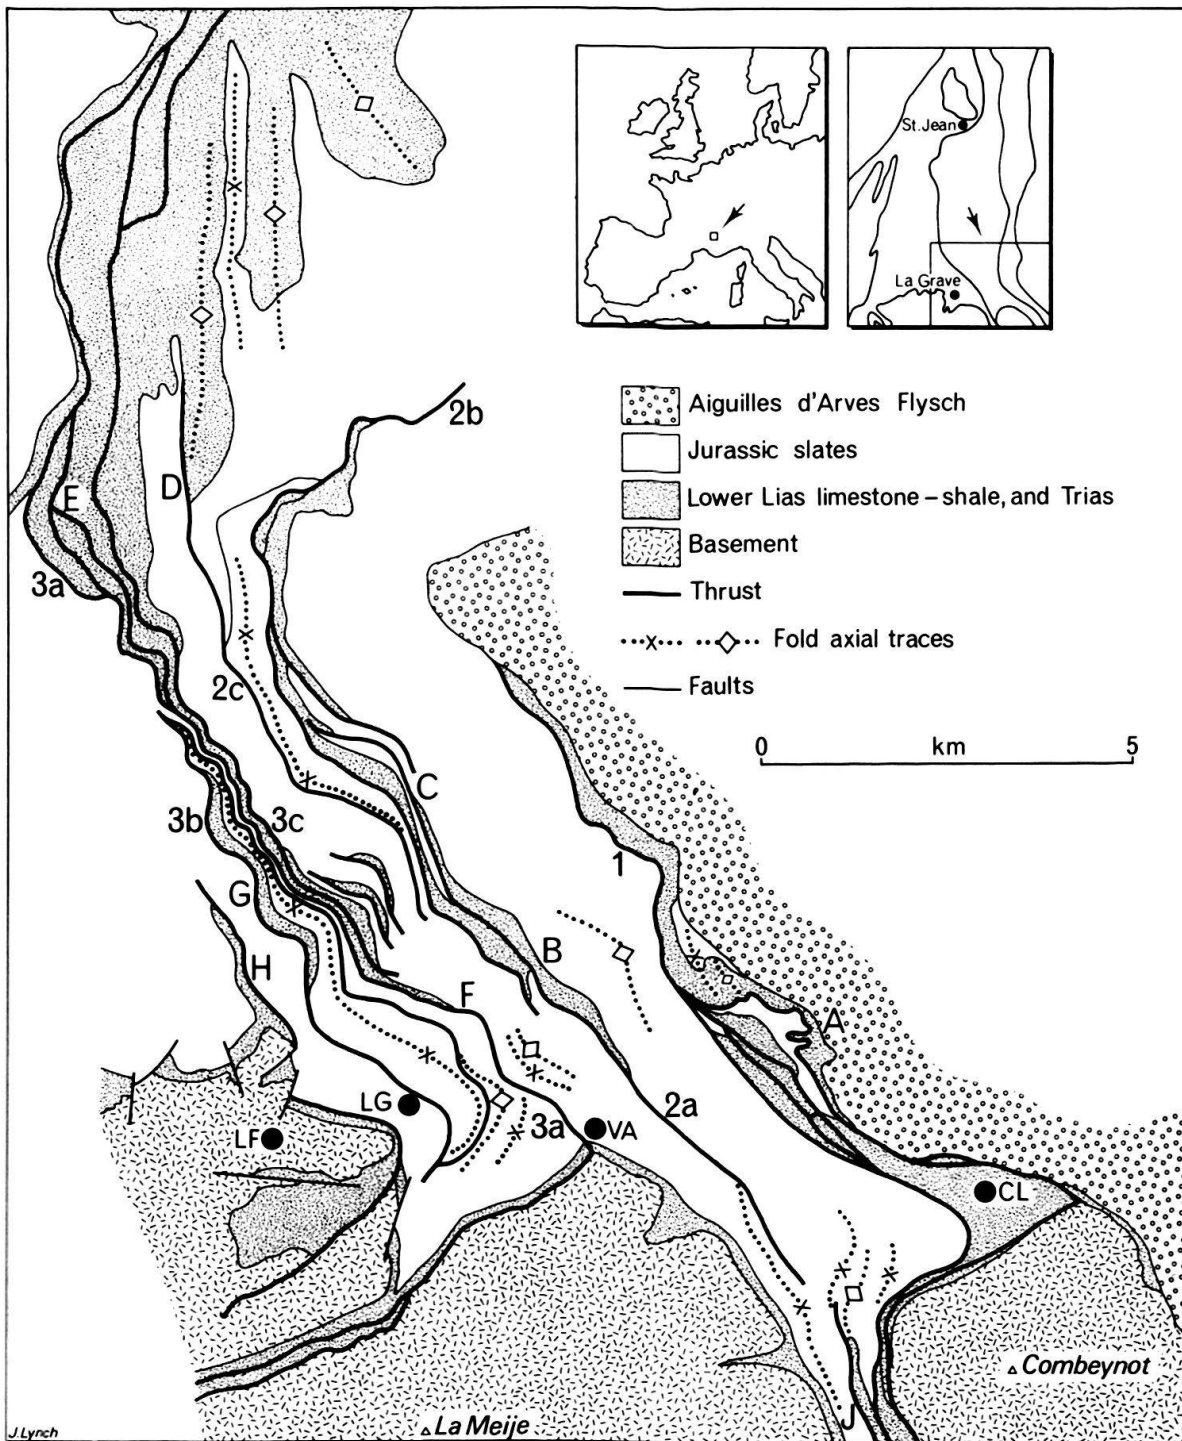 St. Jean
La Grave
2b
Aiguilles d'Arves Flysch
Jurassic slates
Lower Lias limestone – shale, and Trias
Basement
Thrust
Fold axial traces
Faults
E
D
3a
2c
0 km 5
C
3b
3c
1
G
H
B
F
A
LG
LF
3a
VA
2a
CL
Combeynot
J
La Meije
J. Lynch